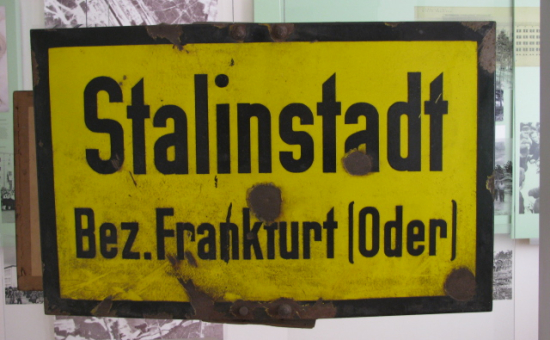 Stalinstadt
Bez. Frankfurt (Oder)